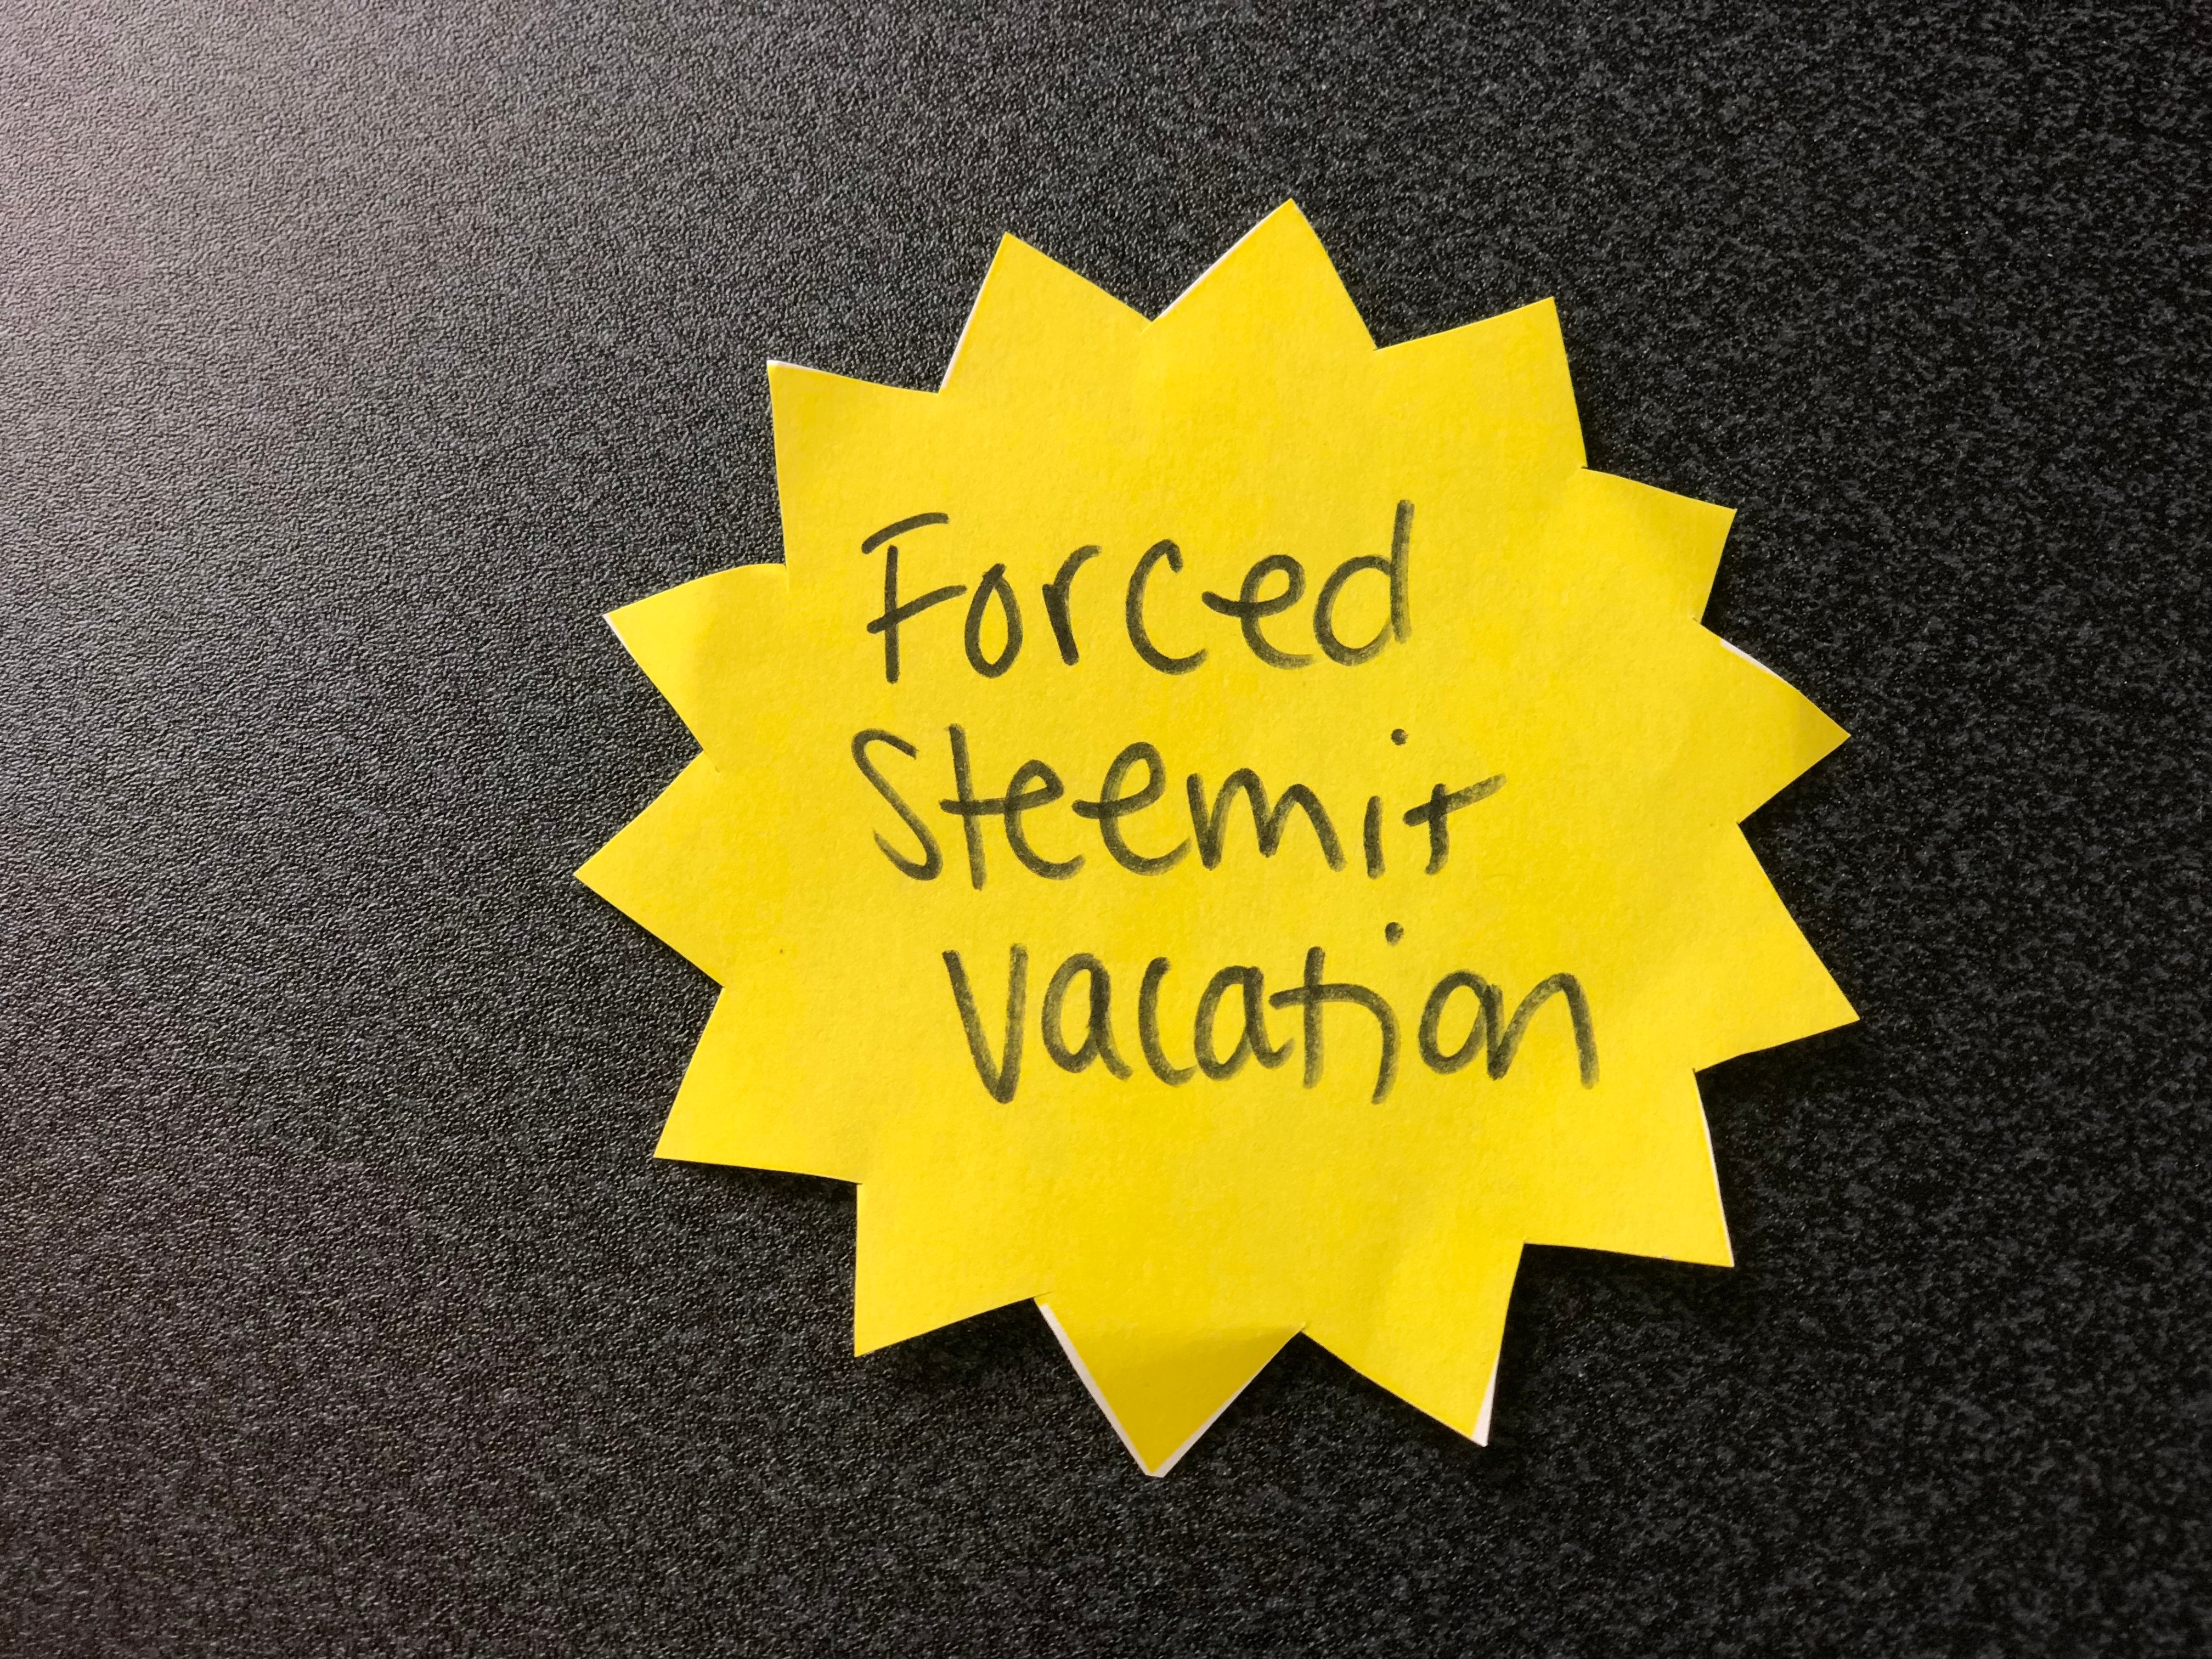 Forced
Steemit
Vacation